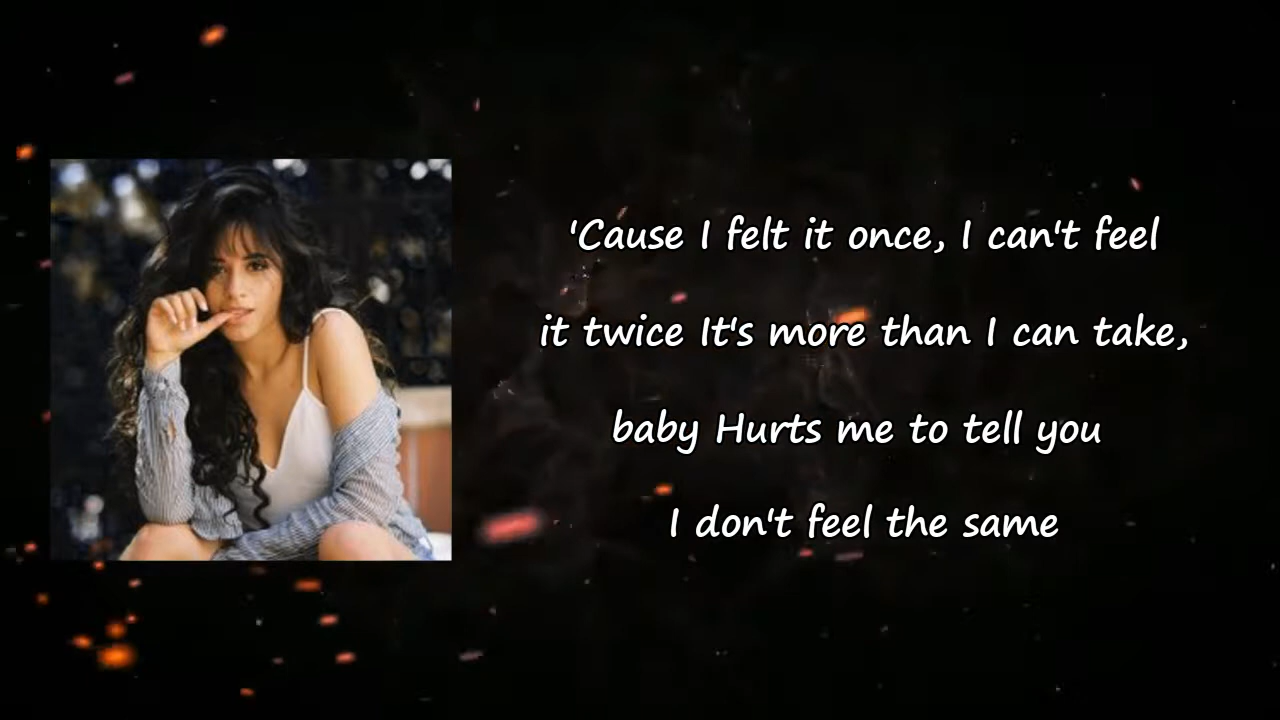 'Cause I felt it once, I can't feel
it twice It's more than I can take,
baby Hurts me to tell you
I don't feel the same